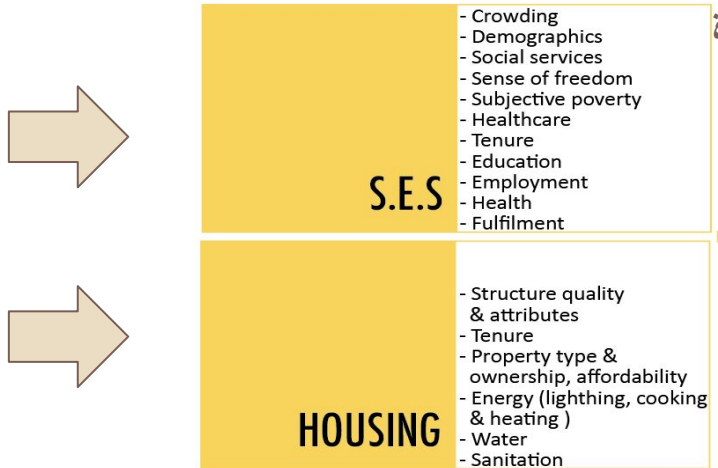 S.E.S
- Crowding
- Demographics
- Social services
- Sense of freedom
- Subjective poverty
- Healthcare
- Tenure
- Education
- Employment
- Health
- Fulfilment
HOUSING
- Structure quality
& attributes
- Tenure
- Property type &
ownership, affordability
- Energy (lighthing, cooking
& heating )
- Water
- Sanitation